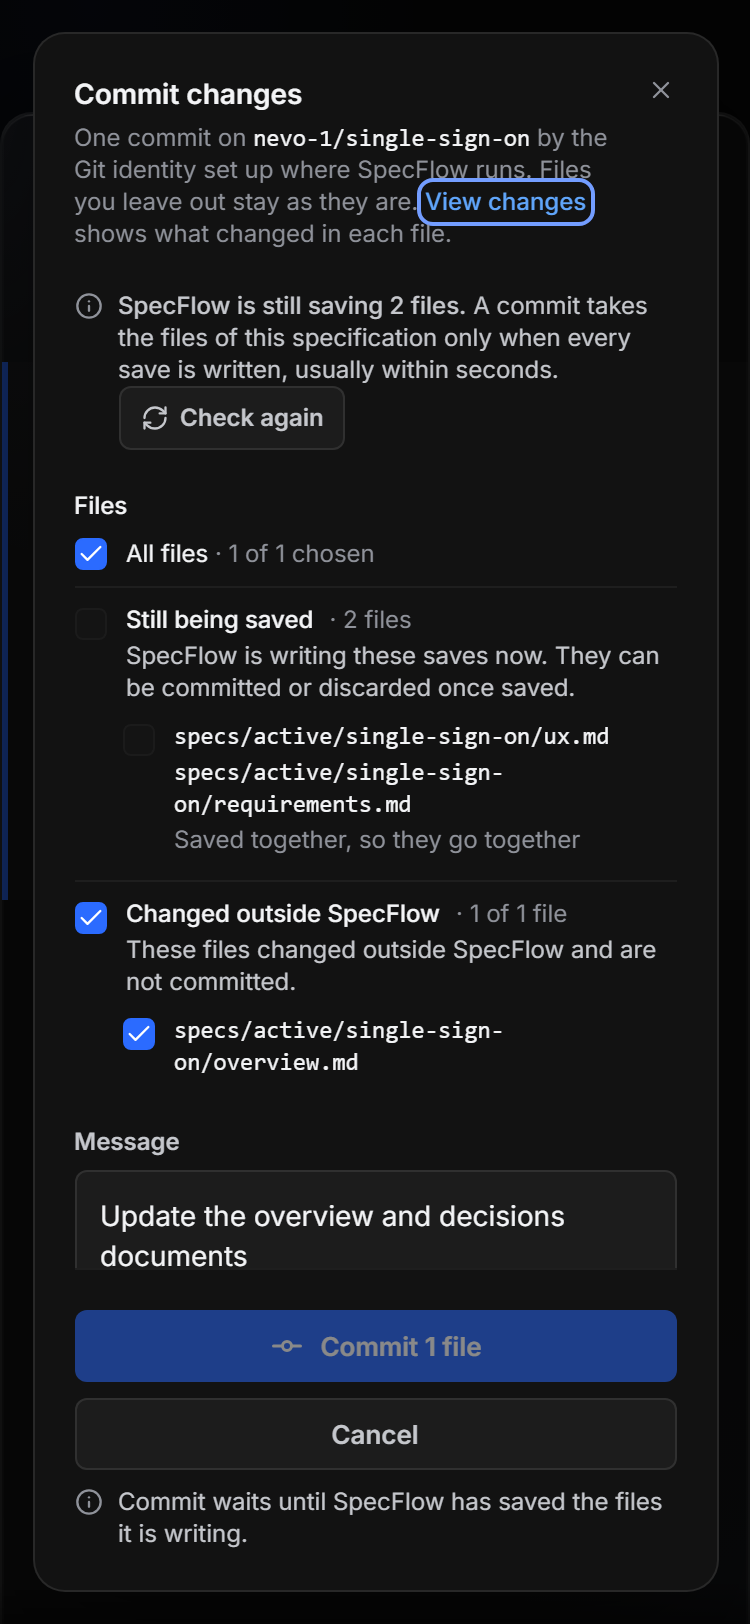 Commit changes
One commit on nevo-1/single-sign-on by the
Git identity set up where SpecFlow runs. Files
you leave out stay as they are. View changes
shows what changed in each file.
SpecFlow is still saving 2 files. A commit takes
the files of this specification only when every
save is written, usually within seconds.
Check again
Files
All files · 1 of 1 chosen
Still being saved · 2 files
SpecFlow is writing these saves now. They can
be committed or discarded once saved.
specs/active/single-sign-on/ux.md
specs/active/single-sign-
on/requirements.md
Saved together, so they go together
Changed outside SpecFlow · 1 of 1 file
These files changed outside SpecFlow and are
not committed.
specs/active/single-sign-
on/overview.md
Message
Update the overview and decisions
documents
Commit 1 file
Cancel
Commit waits until SpecFlow has saved the files
it is writing.